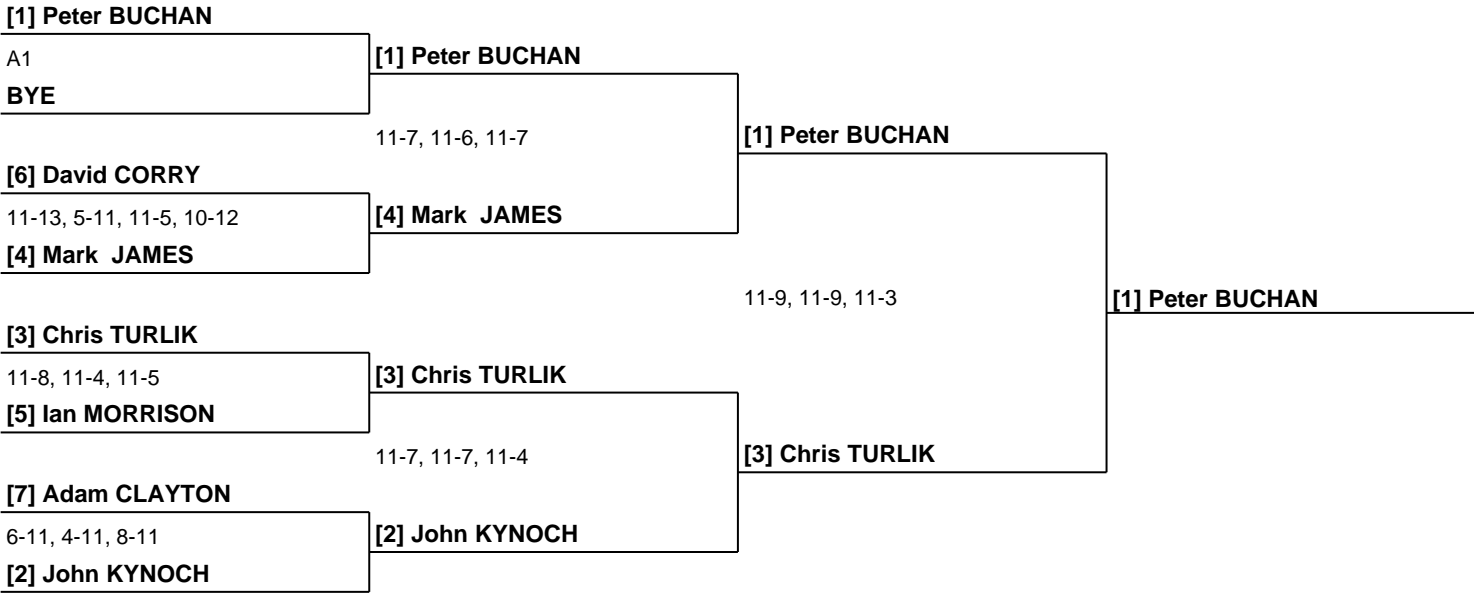 [1] Peter BUCHAN
A1
[1] Peter BUCHAN
BYE
11-7, 11-6, 11-7
[1] Peter BUCHAN
[6] David CORRY
11-13, 5-11, 11-5, 10-12
[4] Mark  JAMES
[4] Mark  JAMES
11-9, 11-9, 11-3
[1] Peter BUCHAN
[3] Chris TURLIK
11-8, 11-4, 11-5
[3] Chris TURLIK
[5] Ian MORRISON
11-7, 11-7, 11-4
[3] Chris TURLIK
[7] Adam CLAYTON
6-11, 4-11, 8-11
[2] John KYNOCH
[2] John KYNOCH